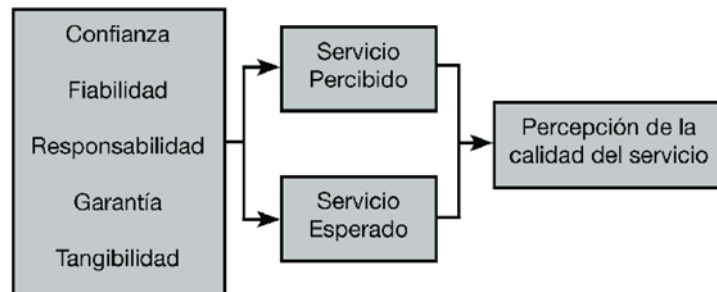 Confianza
Fiabilidad
Responsabilidad
Garantía
Tangibilidad
Servicio
Percibido
Servicio
Esperado
Percepción de la
calidad del servicio